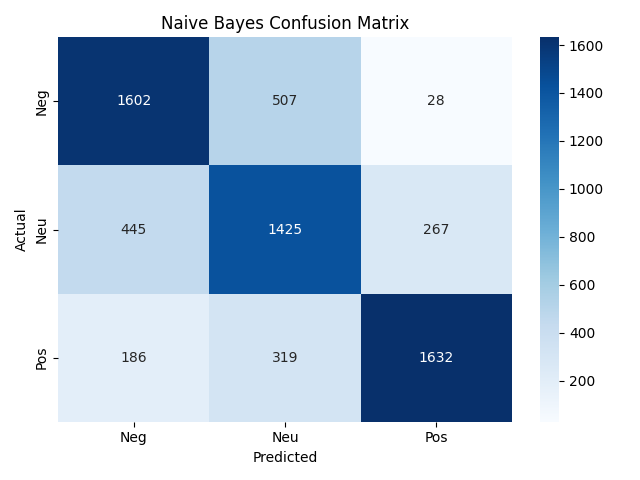 Naive Bayes Confusion Matrix
Actual
Neg
Neu
Pos
1602 507 28
445 1425 267
186 319 1632
Neg Neu Pos
Predicted
1600
1400
1200
1000
800
600
400
200